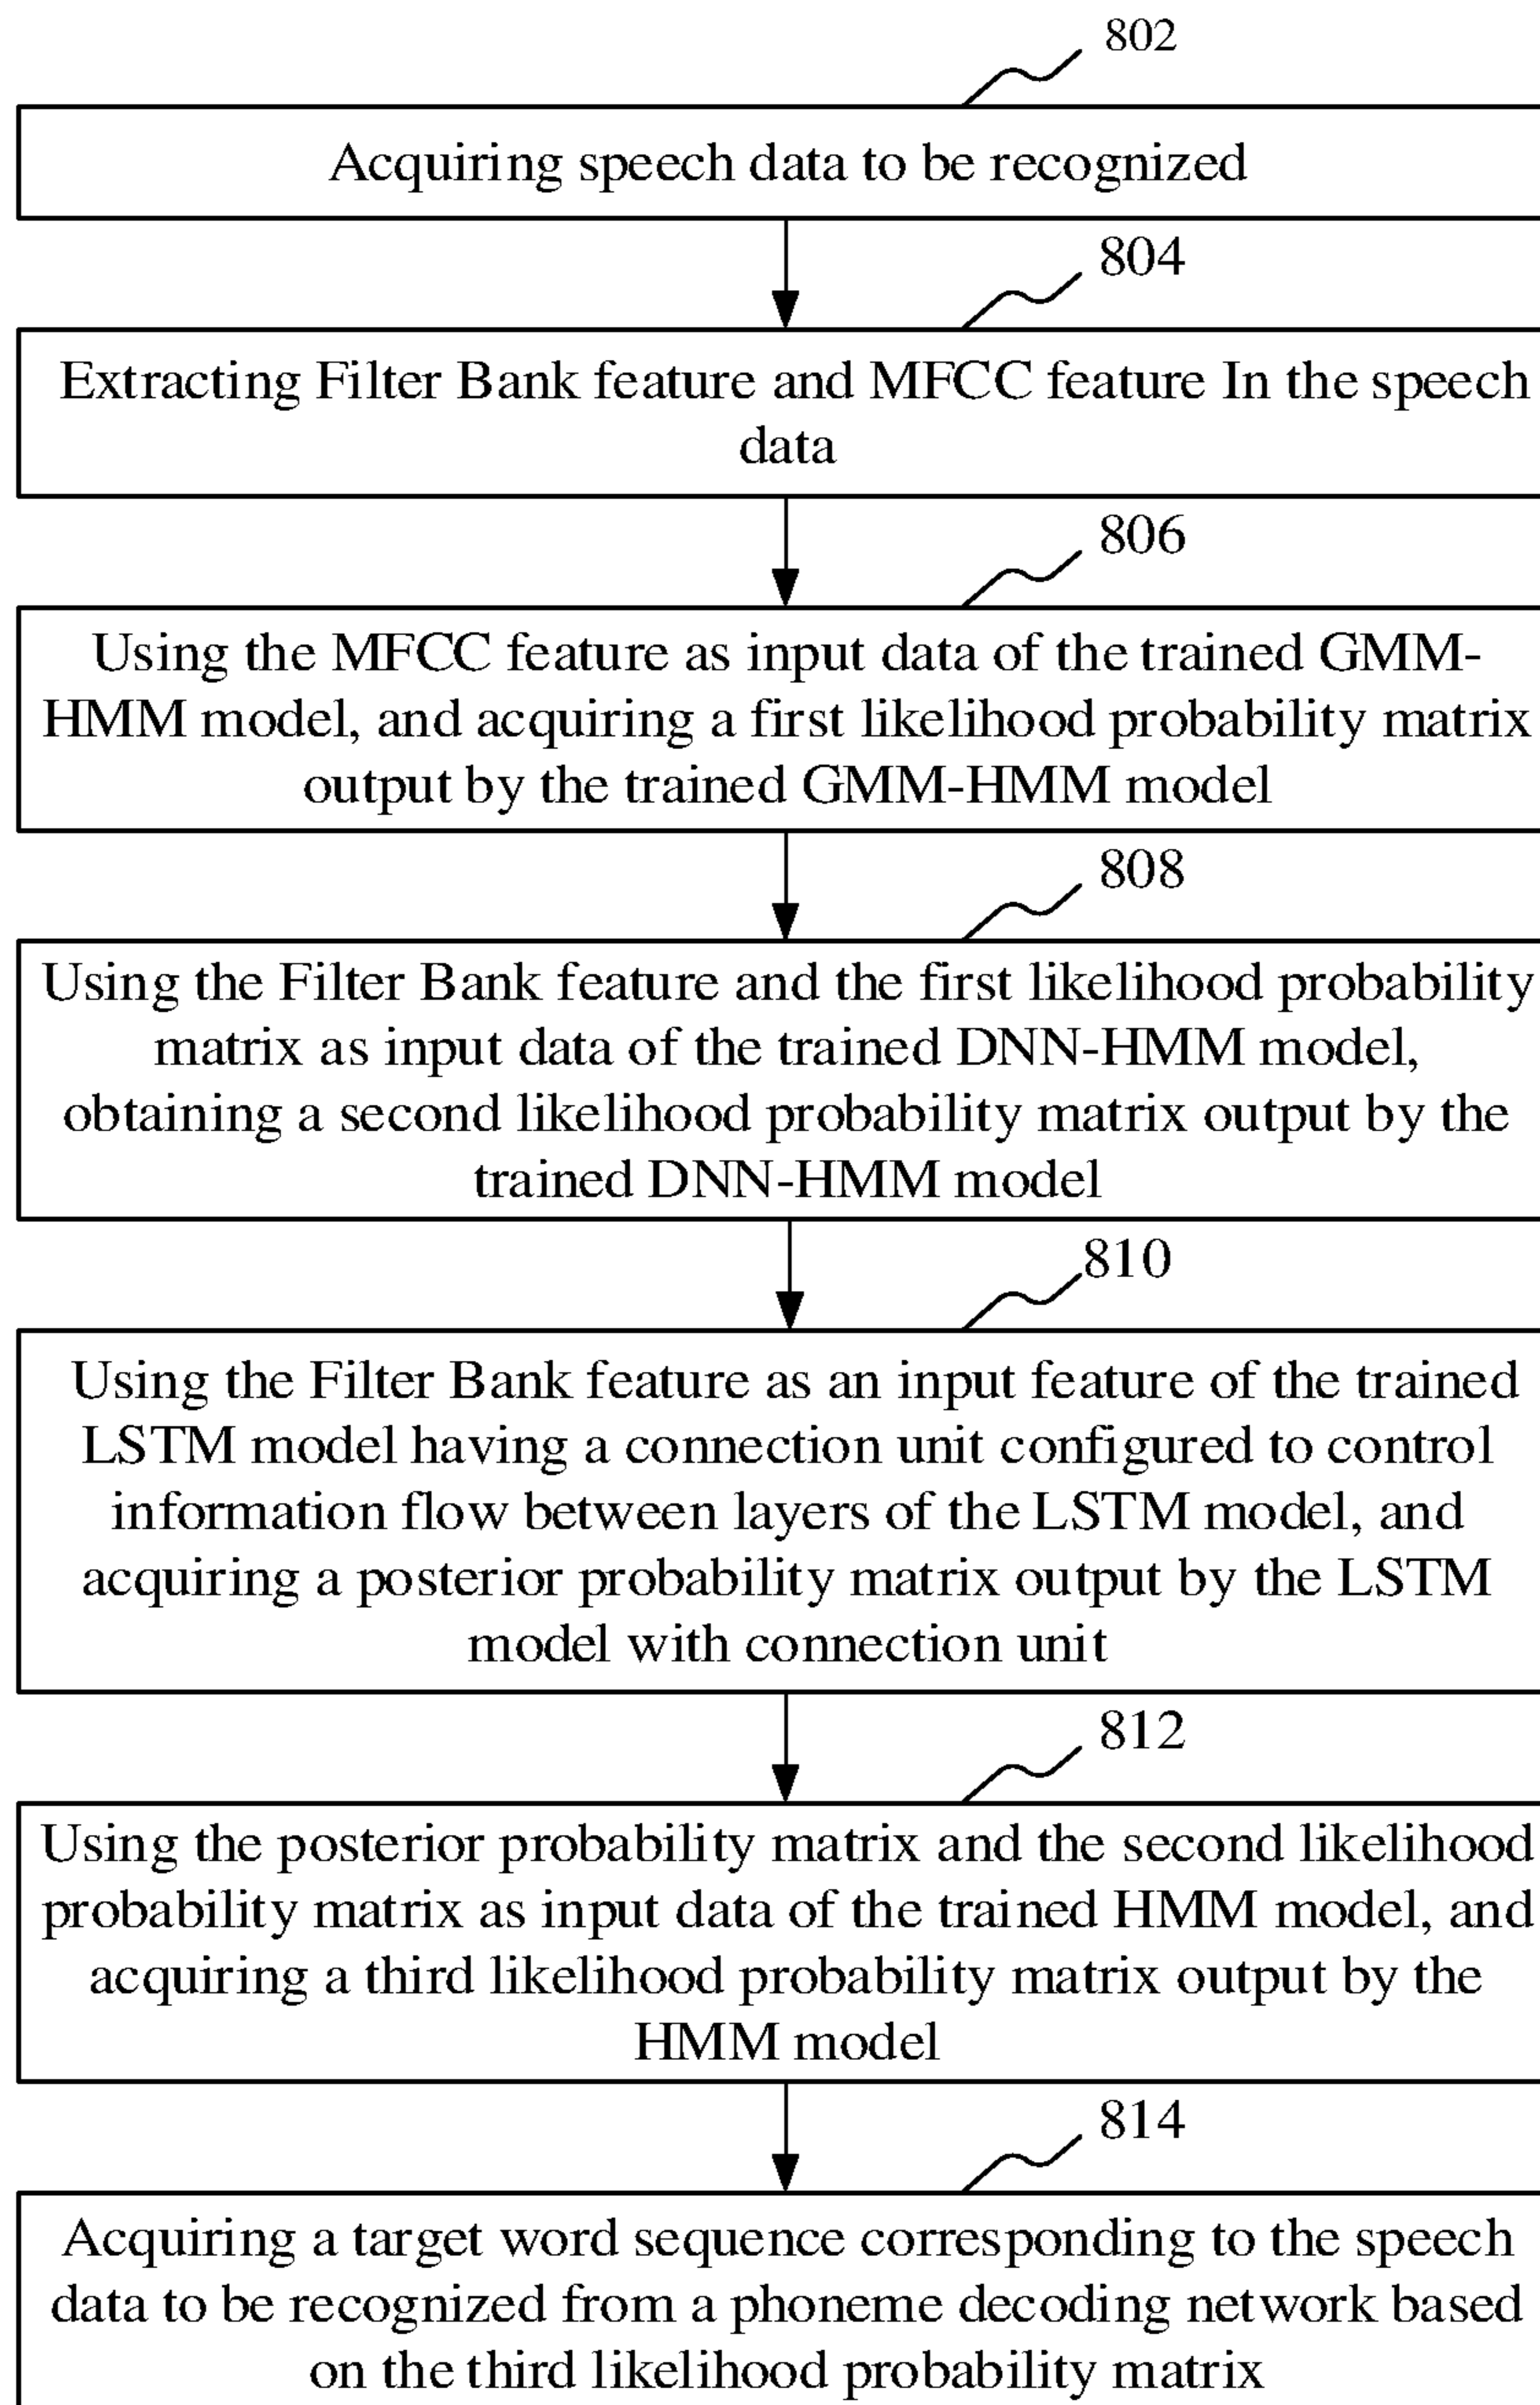 802
Acquiring speech data to be recognized
804
Extracting Filter Bank feature and MFCC feature In the speech
data
806
Using the MFCC feature as input data of the trained GMM-
HMM model, and acquiring a first likelihood probability matrix
output by the trained GMM-HMM model
808
Using the Filter Bank feature and the first likelihood probability
matrix as input data of the trained DNN-HMM model,
obtaining a second likelihood probability matrix output by the
trained DNN-HMM model
810
Using the Filter Bank feature as an input feature of the trained
LSTM model having a connection unit configured to control
information flow between layers of the LSTM model, and
acquiring a posterior probability matrix output by the LSTM
model with connection unit
812
Using the posterior probability matrix and the second likelihood
probability matrix as input data of the trained HMM model, and
acquiring a third likelihood probability matrix output by the
HMM model
814
Acquiring a target word sequence corresponding to the speech
data to be recognized from a phoneme decoding network based
on the third likelihood probability matrix